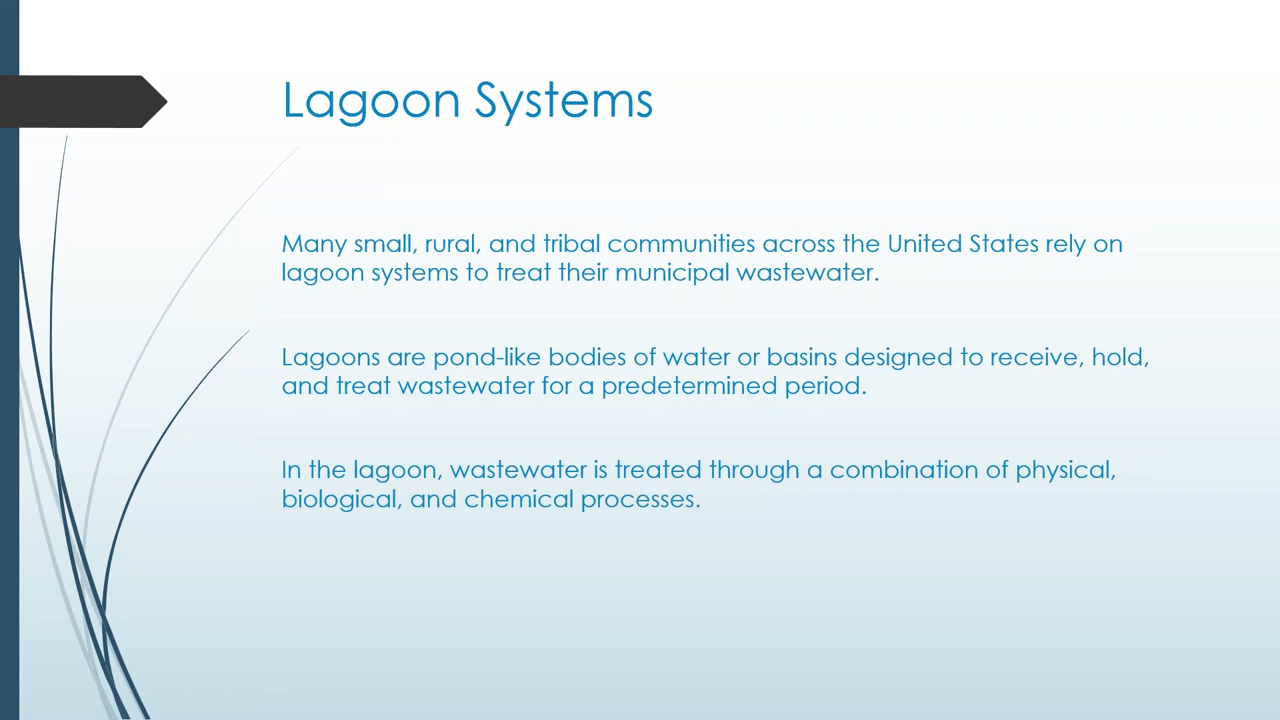 Lagoon Systems
Many small, rural, and tribal communities across the United States rely on
lagoon systems to treat their municipal wastewater.
Lagoons are pond-like bodies of water or basins designed to receive, hold,
and treat wastewater for a predetermined period.
In the lagoon, wastewater is treated through a combination of physical,
biological, and chemical processes.